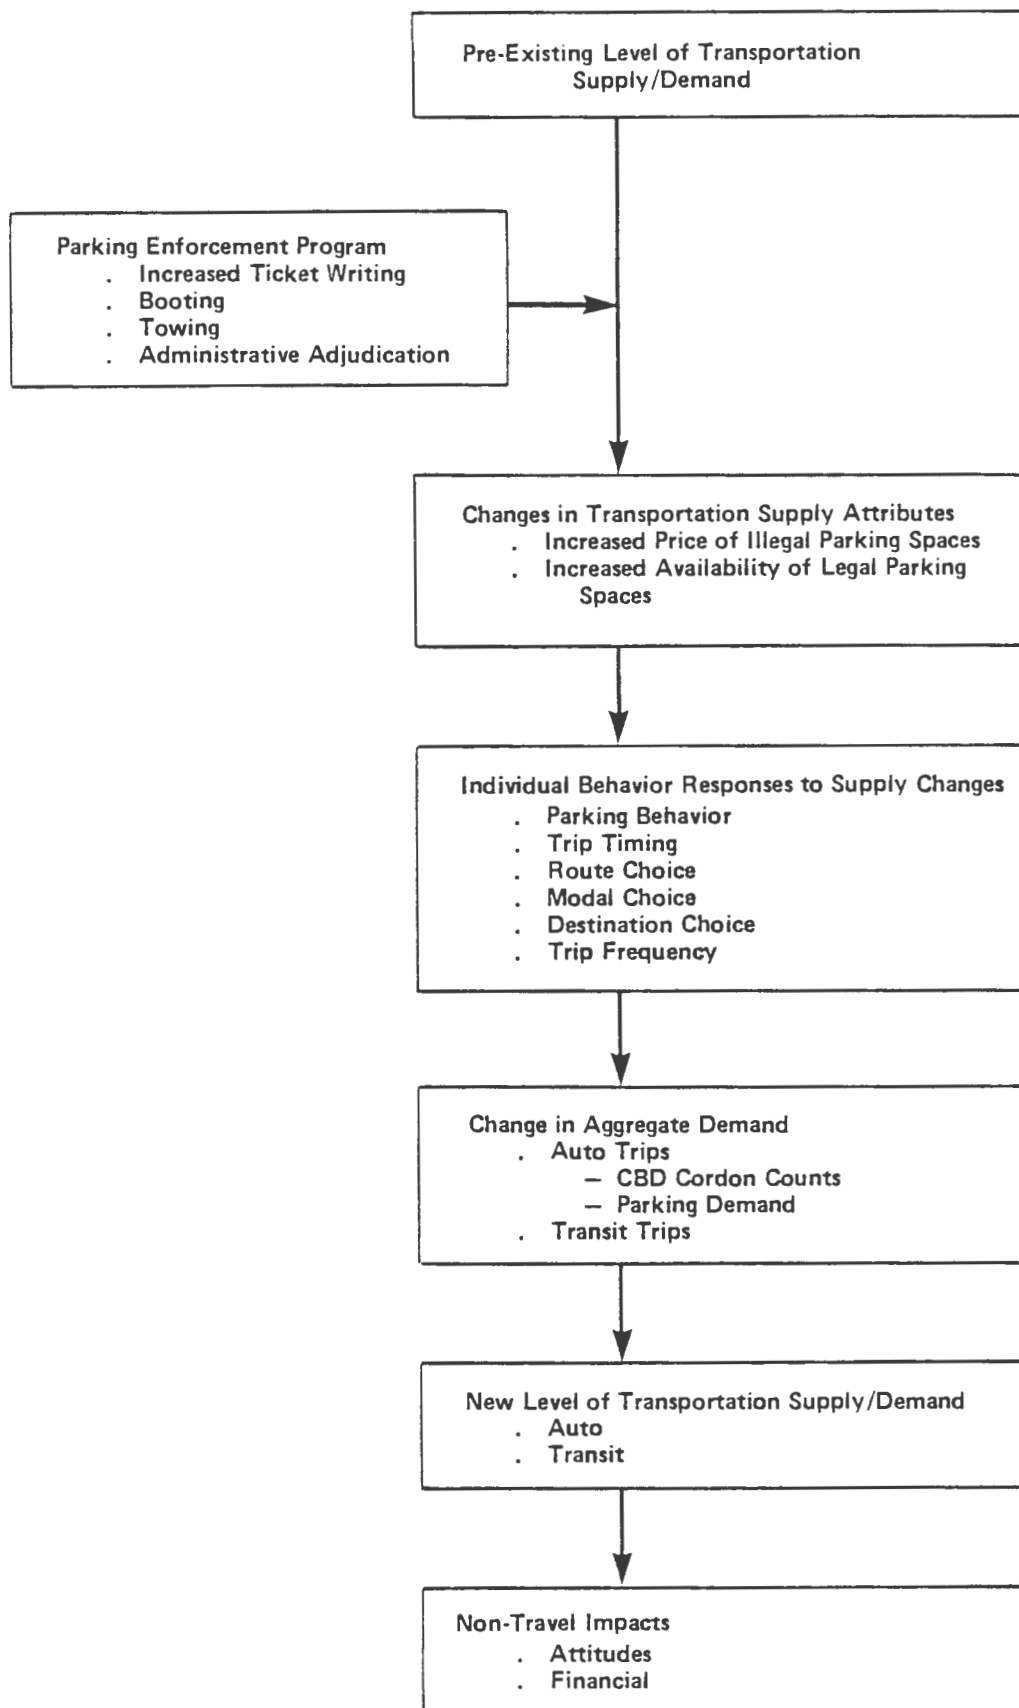 Pre-Existing Level of Transportation
Supply/Demand
Parking Enforcement Program
. Increased Ticket Writing
. Booting
. Towing
. Administrative Adjudication
Changes in Transportation Supply Attributes
. Increased Price of Illegal Parking Spaces
. Increased Availability of Legal Parking
Spaces
Individual Behavior Responses to Supply Changes
. Parking Behavior
. Trip Timing
. Route Choice
. Modal Choice
. Destination Choice
. Trip Frequency
Change in Aggregate Demand
. Auto Trips
— CBD Cordon Counts
— Parking Demand
. Transit Trips
New Level of Transportation Supply/Demand
. Auto
. Transit
Non-Travel Impacts
. Attitudes
. Financial